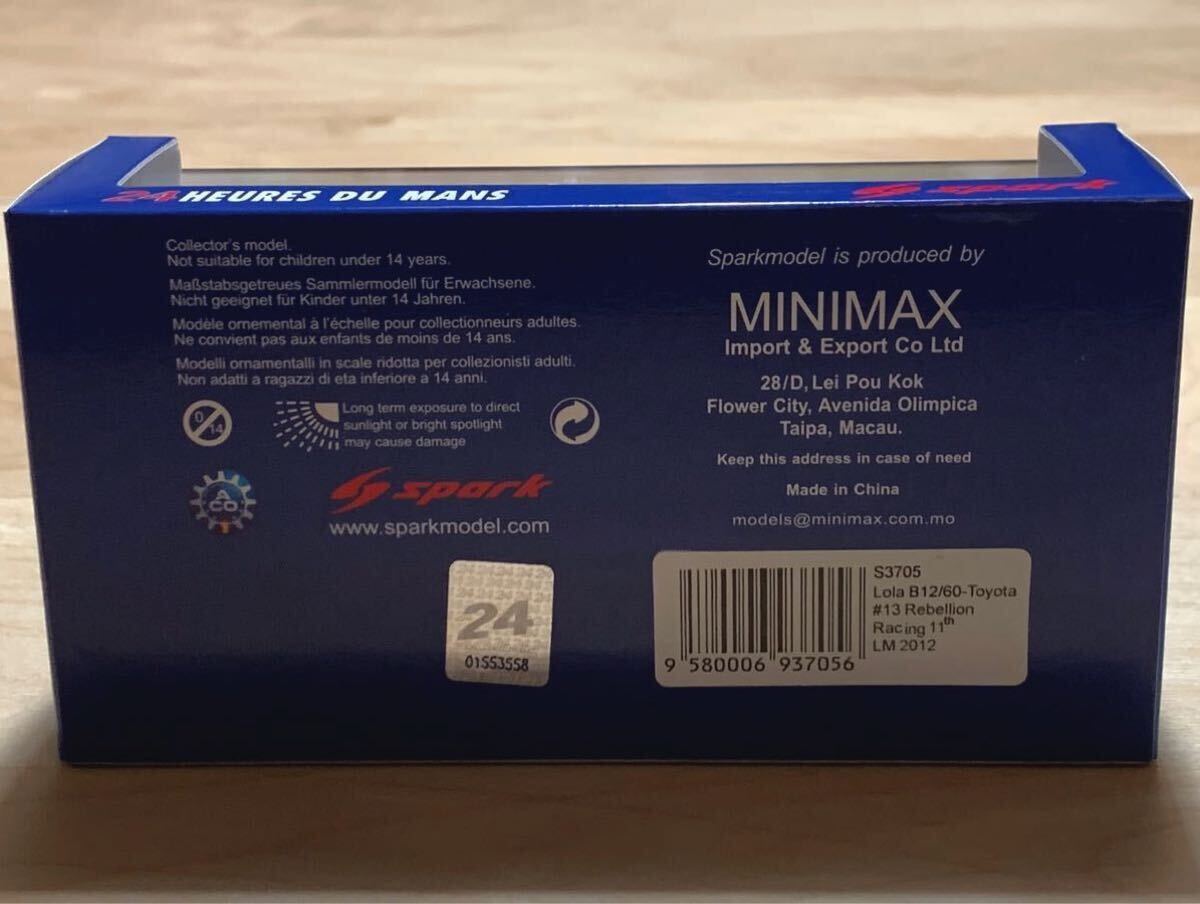 24 HEURES DU MANS
spark
Collector's model.
Not suitable for children under 14 years.
Maßstabsgetreues Sammlermodell für Erwachsene.
Nicht geeignet für Kinder unter 14 Jahren.
Modèle ornemental à l'échelle pour collectionneurs adultes.
Ne convient pas aux enfants de moins de 14 ans.
Modelli ornamentalli in scale ridotta per collezionisti adulti.
Non adatti a ragazzi di eta inferiore a 14 anni.
0/14
Long term exposure to direct
sunlight or bright spotlight
may cause damage
ACO
spark
www.sparkmodel.com
24
01553558
Sparkmodel is produced by
MINIMAX
Import & Export Co Ltd
28/D, Lei Pou Kok
Flower City, Avenida Olimpica
Taipa, Macau.
Keep this address in case of need
Made in China
models@minimax.com.mo
S3705
Lola B12/60-Toyota
#13 Rebellion
Racing 11th
LM 2012
9 580006 937056